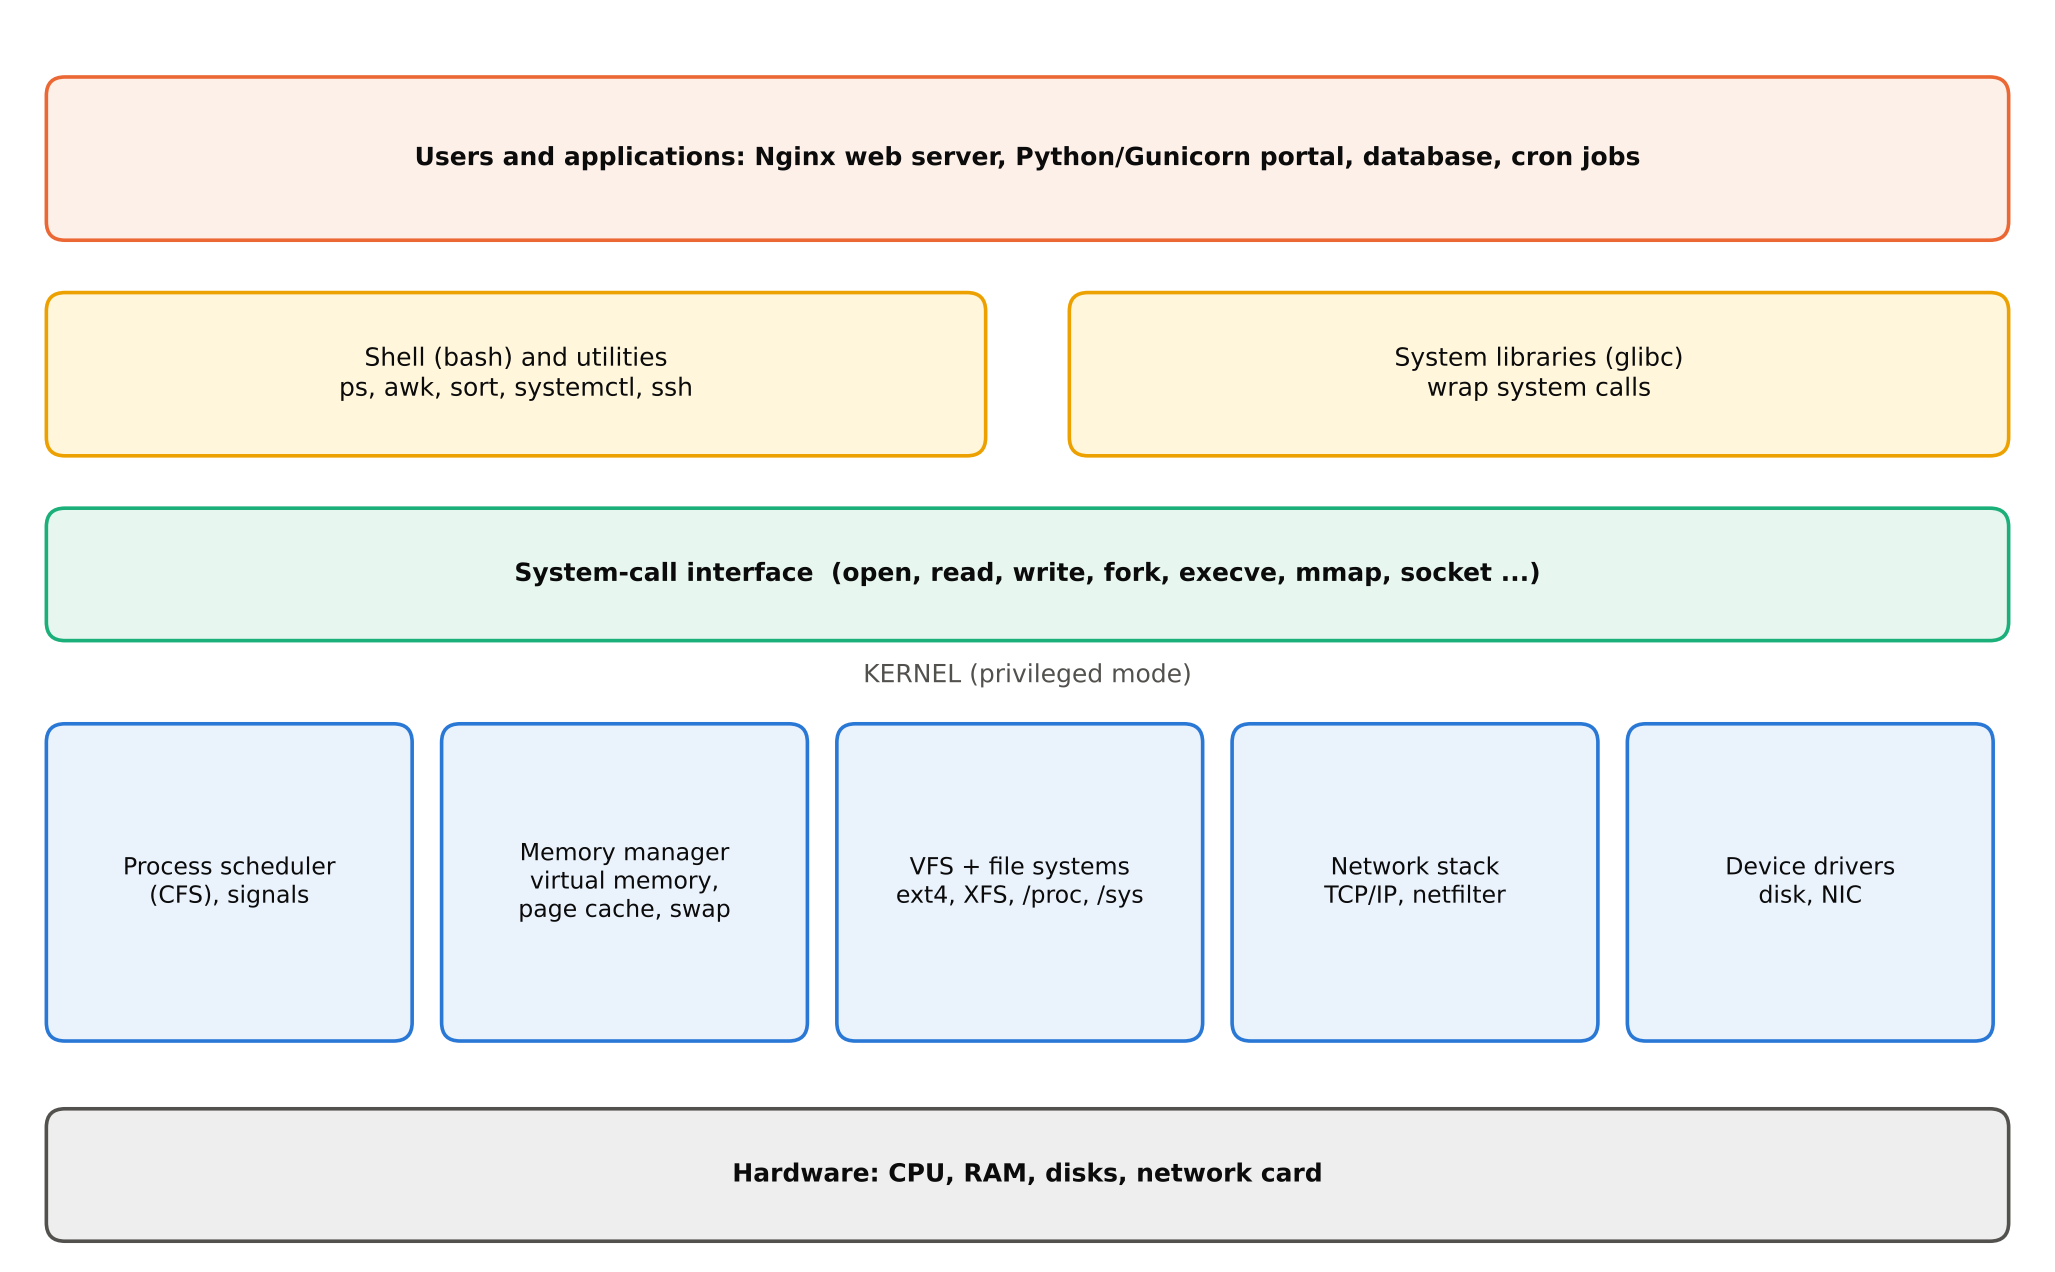 Users and applications: Nginx web server, Python/Gunicorn portal, database, cron jobs
Shell (bash) and utilities
ps, awk, sort, systemctl, ssh
System libraries (glibc)
wrap system calls
System-call interface  (open, read, write, fork, execve, mmap, socket ...)
KERNEL (privileged mode)
Process scheduler
(CFS), signals
Memory manager
virtual memory,
page cache, swap
VFS + file systems
ext4, XFS, /proc, /sys
Network stack
TCP/IP, netfilter
Device drivers
disk, NIC
Hardware: CPU, RAM, disks, network card